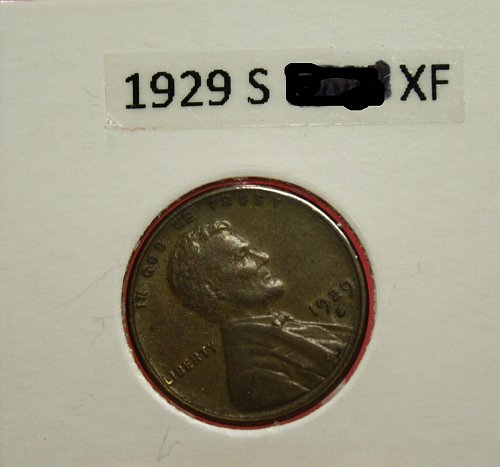 1929 S XF
IN GOD WE TRUST
LIBERTY
1929
S